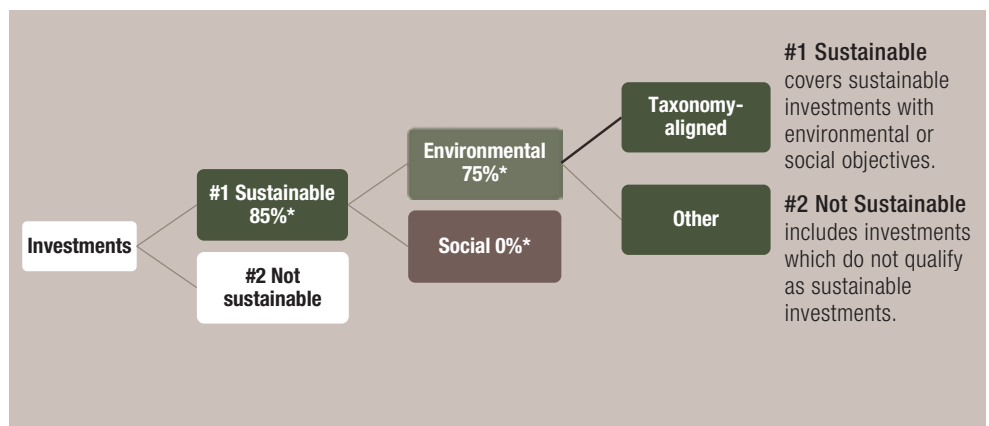 Investments
#1 Sustainable
85%*
#2 Not
sustainable
Environmental
75%*
Social 0%*
Taxonomy-
aligned
Other
#1 Sustainable
covers sustainable
investments with
environmental or
social objectives.
#2 Not Sustainable
includes investments
which do not qualify
as sustainable
investments.